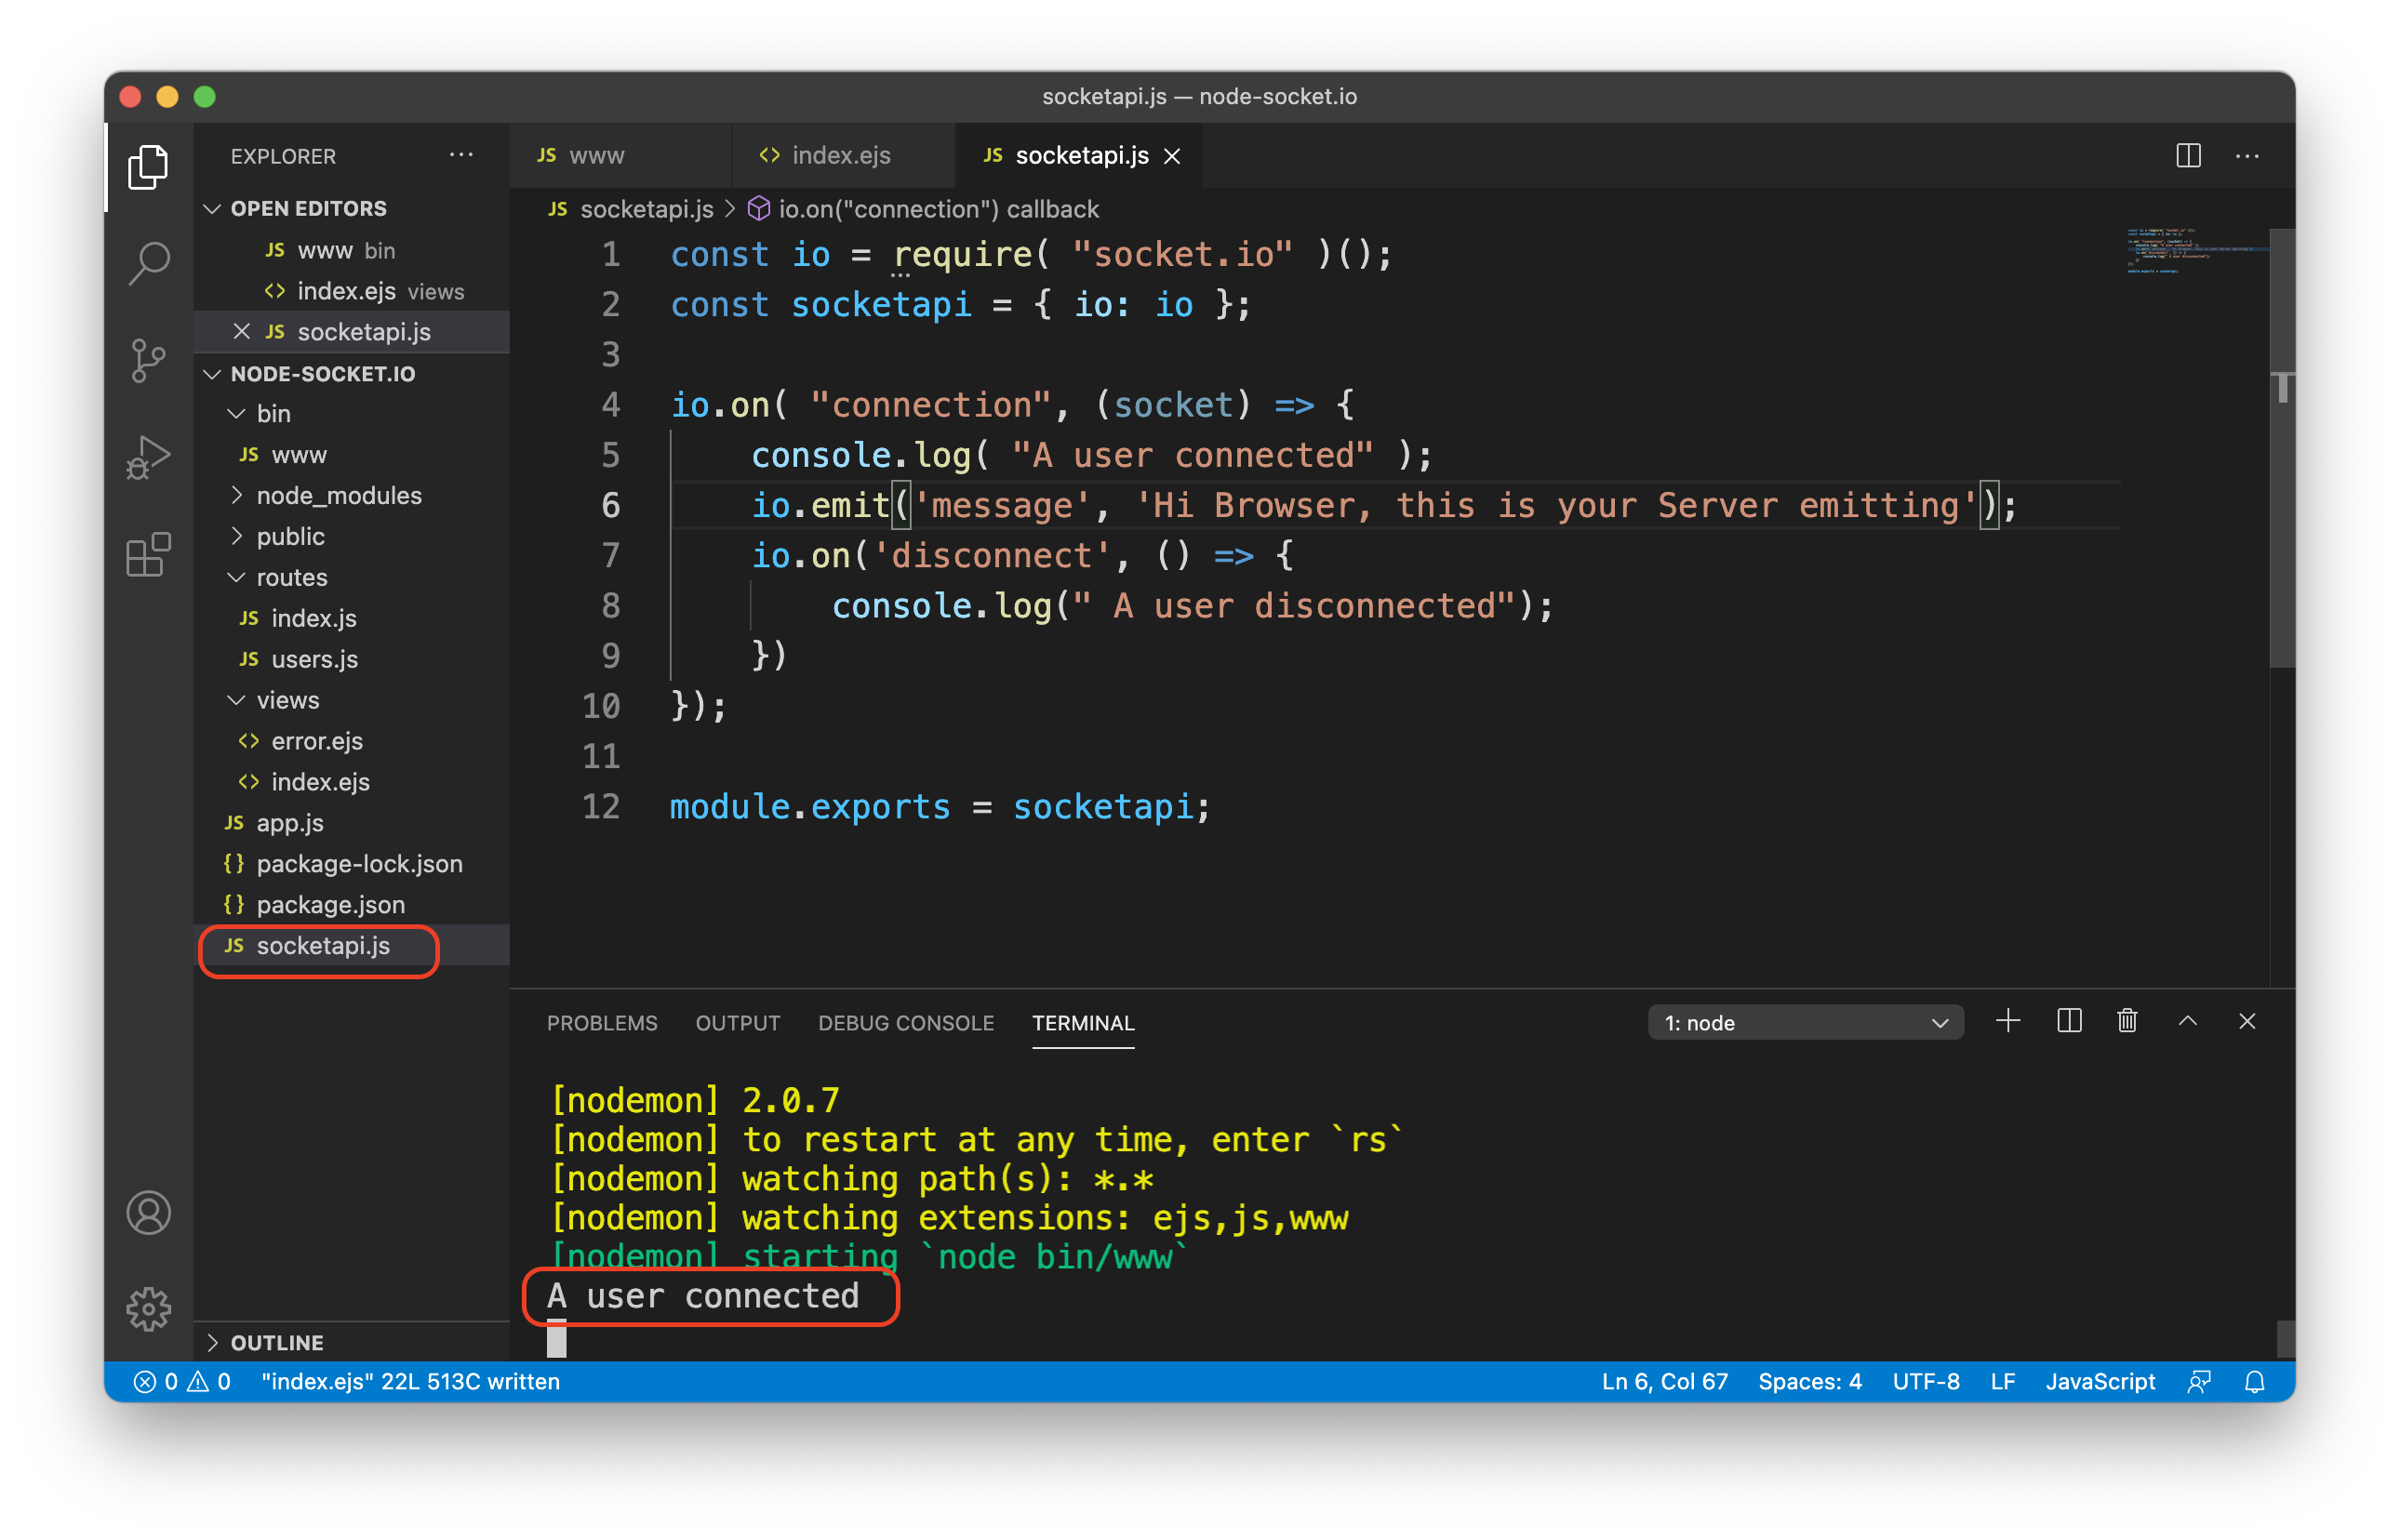 socketapi.js — node-socket.io
EXPLORER
JS www
index.ejs
JS socketapi.js
OPEN EDITORS
JS www bin
index.ejs views
JS socketapi.js
NODE-SOCKET.IO
bin
JS www
node_modules
public
routes
JS index.js
JS users.js
views
error.ejs
index.ejs
JS app.js
{} package-lock.json
{} package.json
JS socketapi.js
OUTLINE
JS socketapi.js > io.on("connection") callback
1 const io = require( "socket.io" )();
2 const socketapi = { io: io };
3
4 io.on( "connection", (socket) => {
5 console.log( "A user connected" );
6 io.emit('message', 'Hi Browser, this is your Server emitting');
7 io.on('disconnect', () => {
8 console.log(" A user disconnected");
9 })
10 });
11
12 module.exports = socketapi;
PROBLEMS OUTPUT DEBUG CONSOLE TERMINAL
1: node
[nodemon] 2.0.7
[nodemon] to restart at any time, enter `rs`
[nodemon] watching path(s): *.*
[nodemon] watching extensions: ejs,js,www
[nodemon] starting `node bin/www`
A user connected
0 0 "index.ejs" 22L 513C written
Ln 6, Col 67 Spaces: 4 UTF-8 LF JavaScript